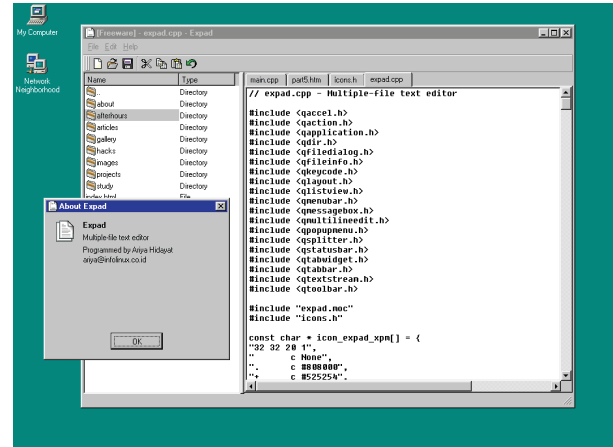 My Computer
Network
Neighborhood
[Freeware] - expad.cpp - Expad
File Edit Help
Name Type
.. Directory
about Directory
afterhours Directory
articles Directory
gallery Directory
hacks Directory
images Directory
projects Directory
study Directory
index.html File
main.cpp part5.htm icons.h expad.cpp
// expad.cpp - Multiple-file text editor
#include <qaccel.h>
#include <qaction.h>
#include <qapplication.h>
#include <qdir.h>
#include <qfiledialog.h>
#include <qfileinfo.h>
#include <qkeycode.h>
#include <qlayout.h>
#include <qlistview.h>
#include <qmenubar.h>
#include <qmessagebox.h>
#include <qmultilineedit.h>
#include <qpopupmenu.h>
#include <qsplitter.h>
#include <qstatusbar.h>
#include <qtabwidget.h>
#include <qtabbar.h>
#include <qtextstream.h>
#include <qtoolbar.h>
#include "expad.moc"
#include "icons.h"
const char * icon_expad_xpm[] = {
"32 32 20 1",
" c None",
". c #808000",
"+ c #525254".
About Expad
Expad
Multiple-file text editor
Programmed by Ariya Hidayat
ariya@infolinux.co.id
OK